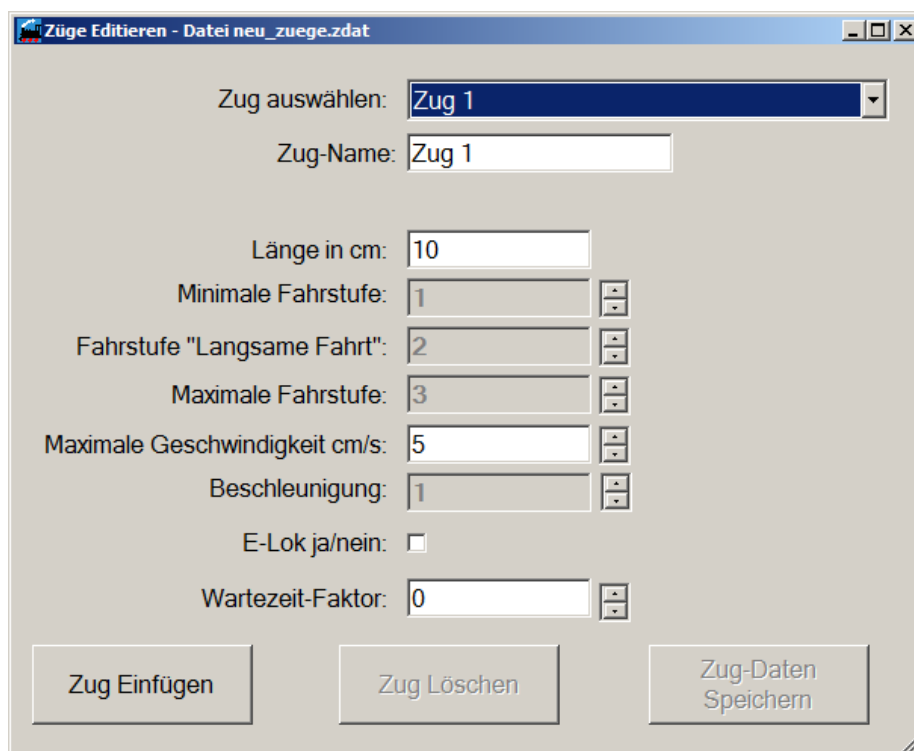 Züge Editieren - Datei neu_zuege.zdat
Zug auswählen: Zug 1
Zug-Name: Zug 1
Länge in cm: 10
Minimale Fahrstufe: 1
Fahrstufe "Langsame Fahrt": 2
Maximale Fahrstufe: 3
Maximale Geschwindigkeit cm/s: 5
Beschleunigung: 1
E-Lok ja/nein:
Wartezeit-Faktor: 0
Zug Einfügen
Zug Löschen
Zug-Daten
Speichern